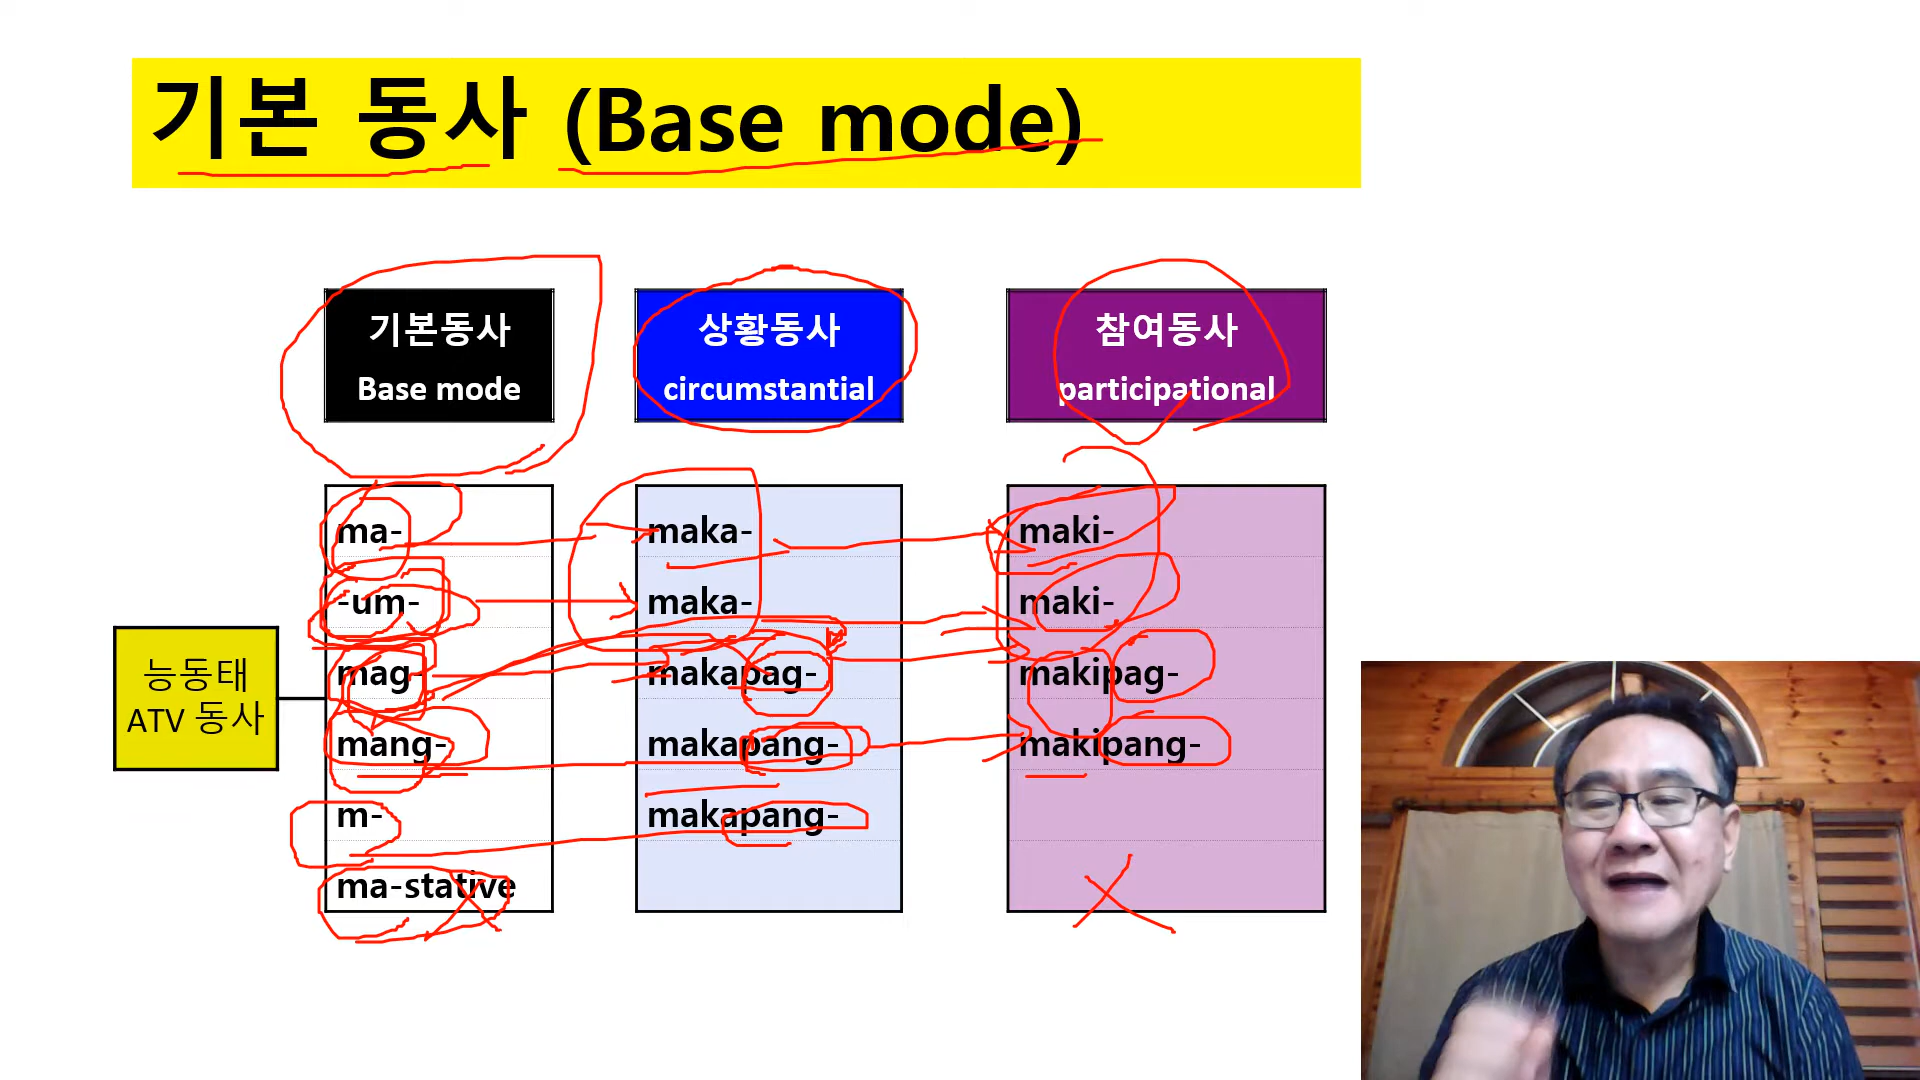 기본 동사 (Base mode)
기본동사
Base mode
상황동사
circumstantial
참여동사
participational
能동태
ATV 동사
ma-
-um-
mag-
mang-
m-
ma-stative
maka-
maka-
makapag-
makapang-
makapang-
maki-
maki-
makipag-
makipang-